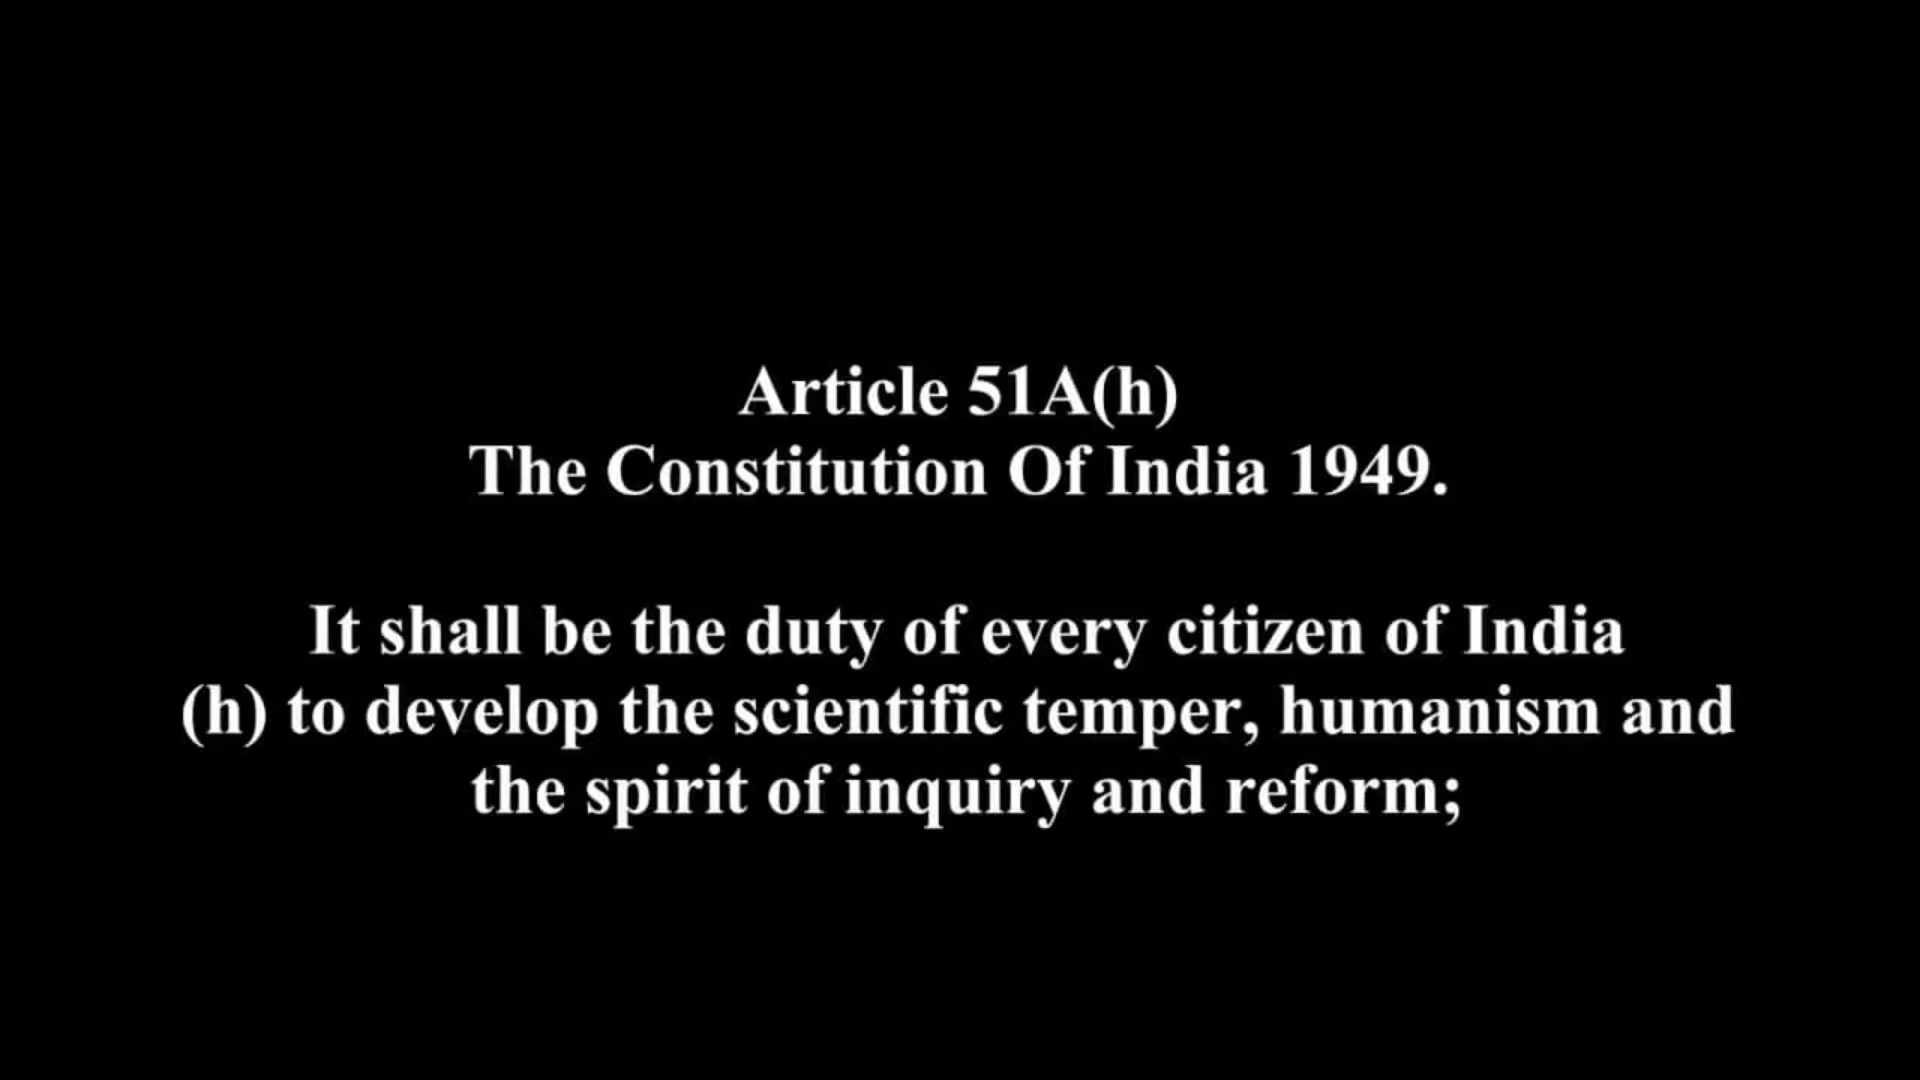 Article 51A(h)
The Constitution Of India 1949.
It shall be the duty of every citizen of India
(h) to develop the scientific temper, humanism and
the spirit of inquiry and reform;